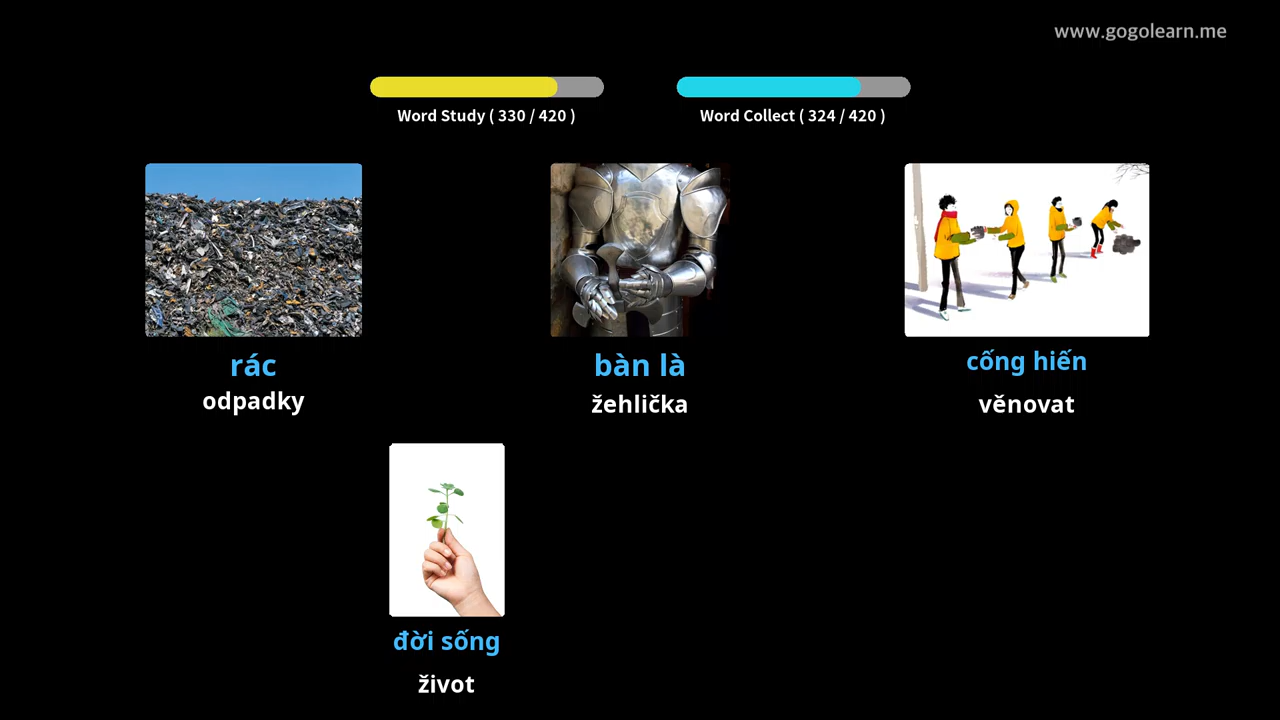 www.gogolearn.me
Word Study ( 330 / 420 )
Word Collect ( 324 / 420 )
rác
bàn là
cống hiến
odpadky
žehlička
věnovat
đời sống
život